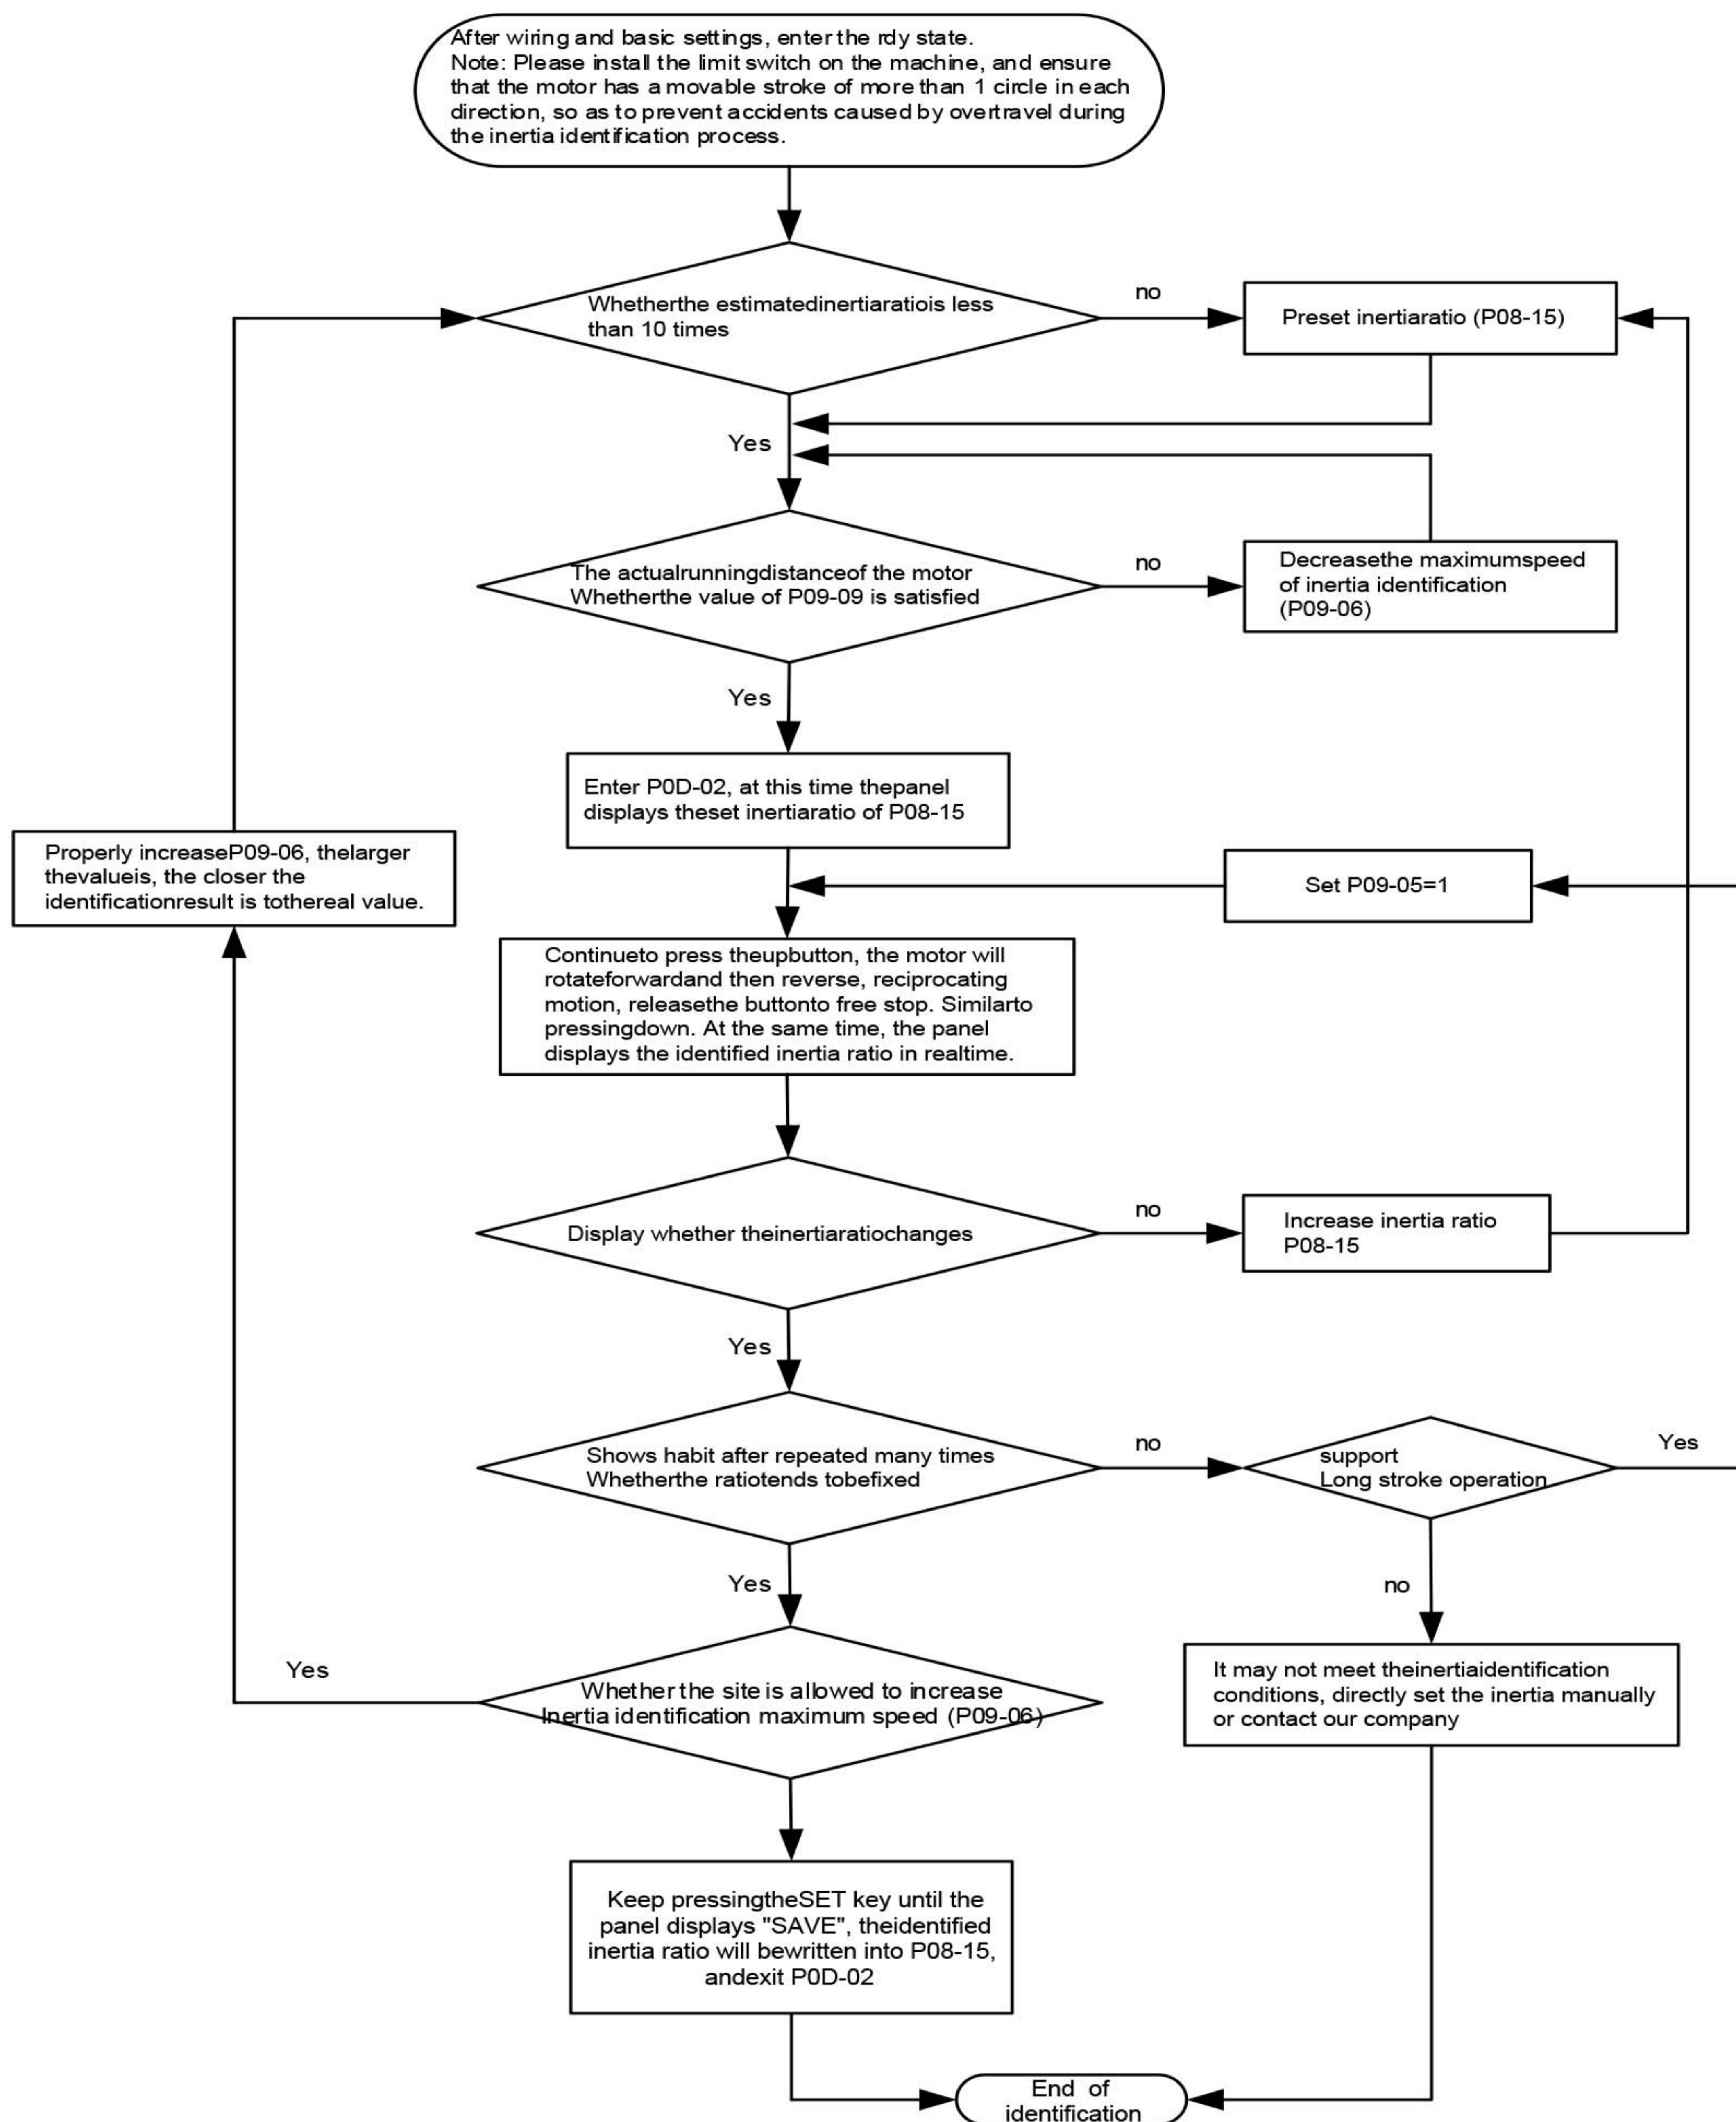 After wiring and basic settings, enter the rdy state.
Note: Please install the limit switch on the machine, and ensure
that the motor has a movable stroke of more than 1 circle in each
direction, so as to prevent accidents caused by overtravel during
the inertia identification process.
Whetherthe estimatedinertiaratiois less
than 10 times
no
Preset inertiaratio (P08-15)
Yes
The actualrunningdistanceof the motor
Whetherthe value of P09-09 is satisfied
no
Decreasethe maximumspeed
of inertia identification
(P09-06)
Yes
Enter P0D-02, at this time thepanel
displays theset inertiaratio of P08-15
Properly increaseP09-06, thelarger
thevalueis, the closer the
identificationresult is tothereal value.
Set P09-05=1
Continueto press theupbutton, the motor will
rotateforwardand then reverse, reciprocating
motion, releasethe buttonto free stop. Similarto
pressingdown. At the same time, the panel
displays the identified inertia ratio in realtime.
Display whether theinertiaratiochanges
no
Increase inertia ratio
P08-15
Yes
Shows habit after repeated many times
Whetherthe ratiotends tobefixed
no
support
Long stroke operation
Yes
Yes
no
Yes
Whether the site is allowed to increase
Inertia identification maximum speed (P09-06)
It may not meet theinertiaidentification
conditions, directly set the inertia manually
or contact our company
Keep pressingtheSET key until the
panel displays "SAVE", theidentified
inertia ratio will bewritten into P08-15,
andexit P0D-02
End of
identification